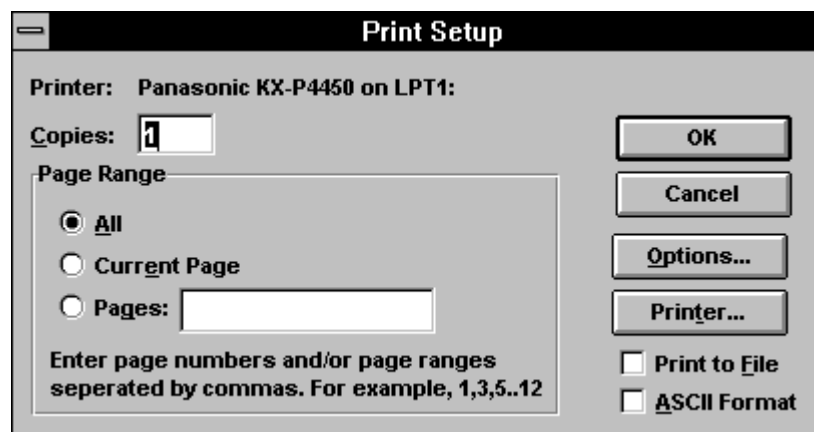 Print Setup
Printer: Panasonic KX-P4450 on LPT1:
Copies: 1
OK
Page Range
Cancel
All
Current Page
Options...
Pages:
Printer...
Enter page numbers and/or page ranges
seperated by commas. For example, 1,3,5..12
Print to File
ASCII Format